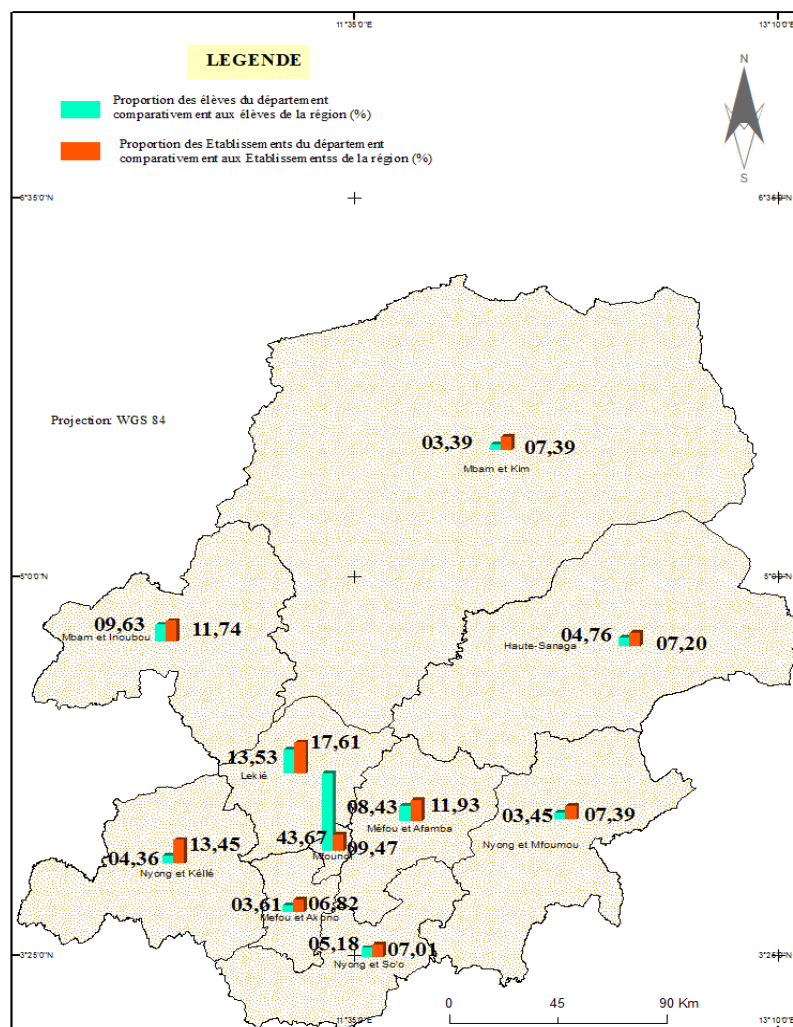 11°35'0"E
13°10'0"E
LEGENDE
Proportion des élèves du département
comparativement aux élèves de la région (%)
Proportion des Etablissements du département
comparativement aux Etablissementss de la région (%)
N
S
6°35'0"N
6°35'0"N
Projection: WGS 84
03,39
07,39
Mbam et Kim
5°0'0"N
5°0'0"N
09,63
11,74
Mbam et Inoubou
04,76
07,20
Haute-Sanaga
13,53
17,61
Lekié
08,43
11,93
Méfou et Afamba
03,45
07,39
Nyong et Mfoumou
43,67
09,47
Mfoundi
04,36
13,45
Nyong et Kéllé
03,61
06,82
Mefou et Akono
05,18
07,01
Nyong et So'o
3°25'0"N
3°25'0"N
0
45
90 Km
11°35'0"E
13°10'0"E